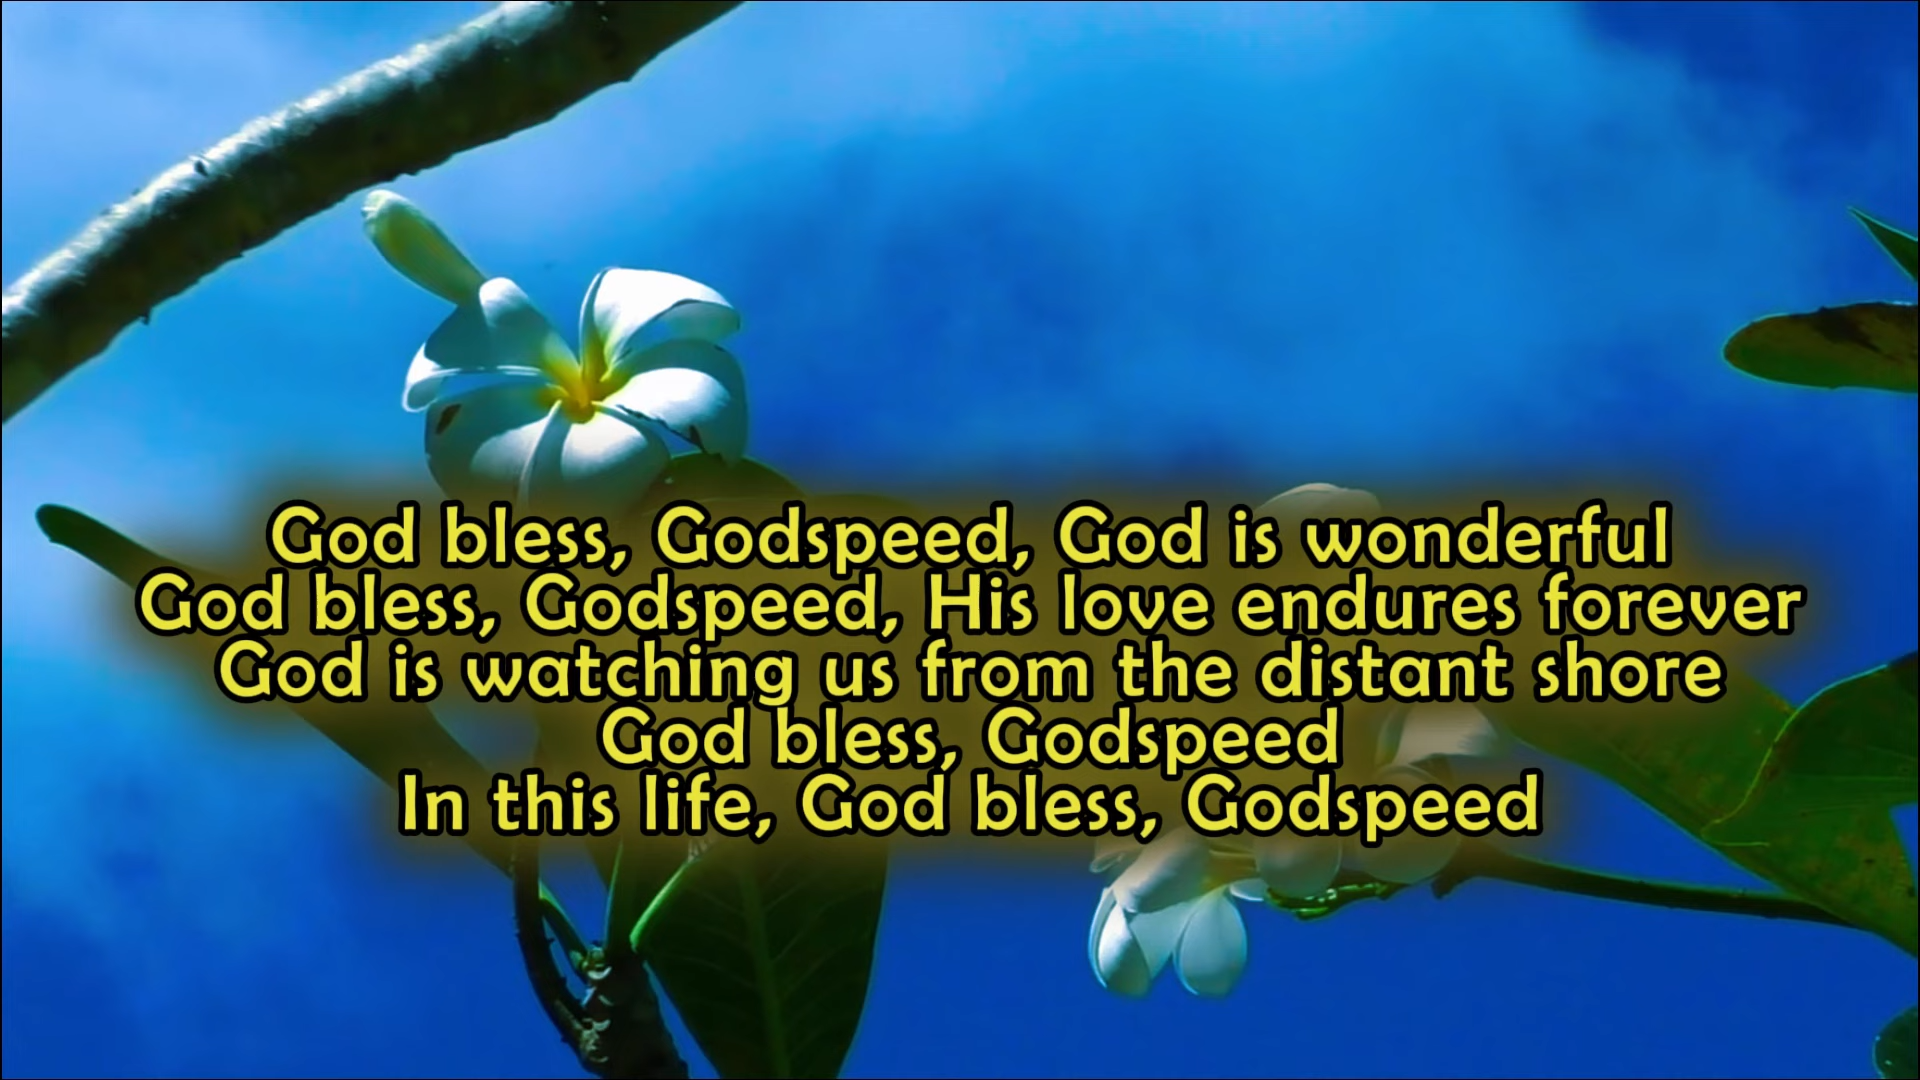 God bless, Godspeed, God is wonderful
God bless, Godspeed, His love endures forever
God is watching us from the distant shore
God bless, Godspeed
In this life, God bless, Godspeed